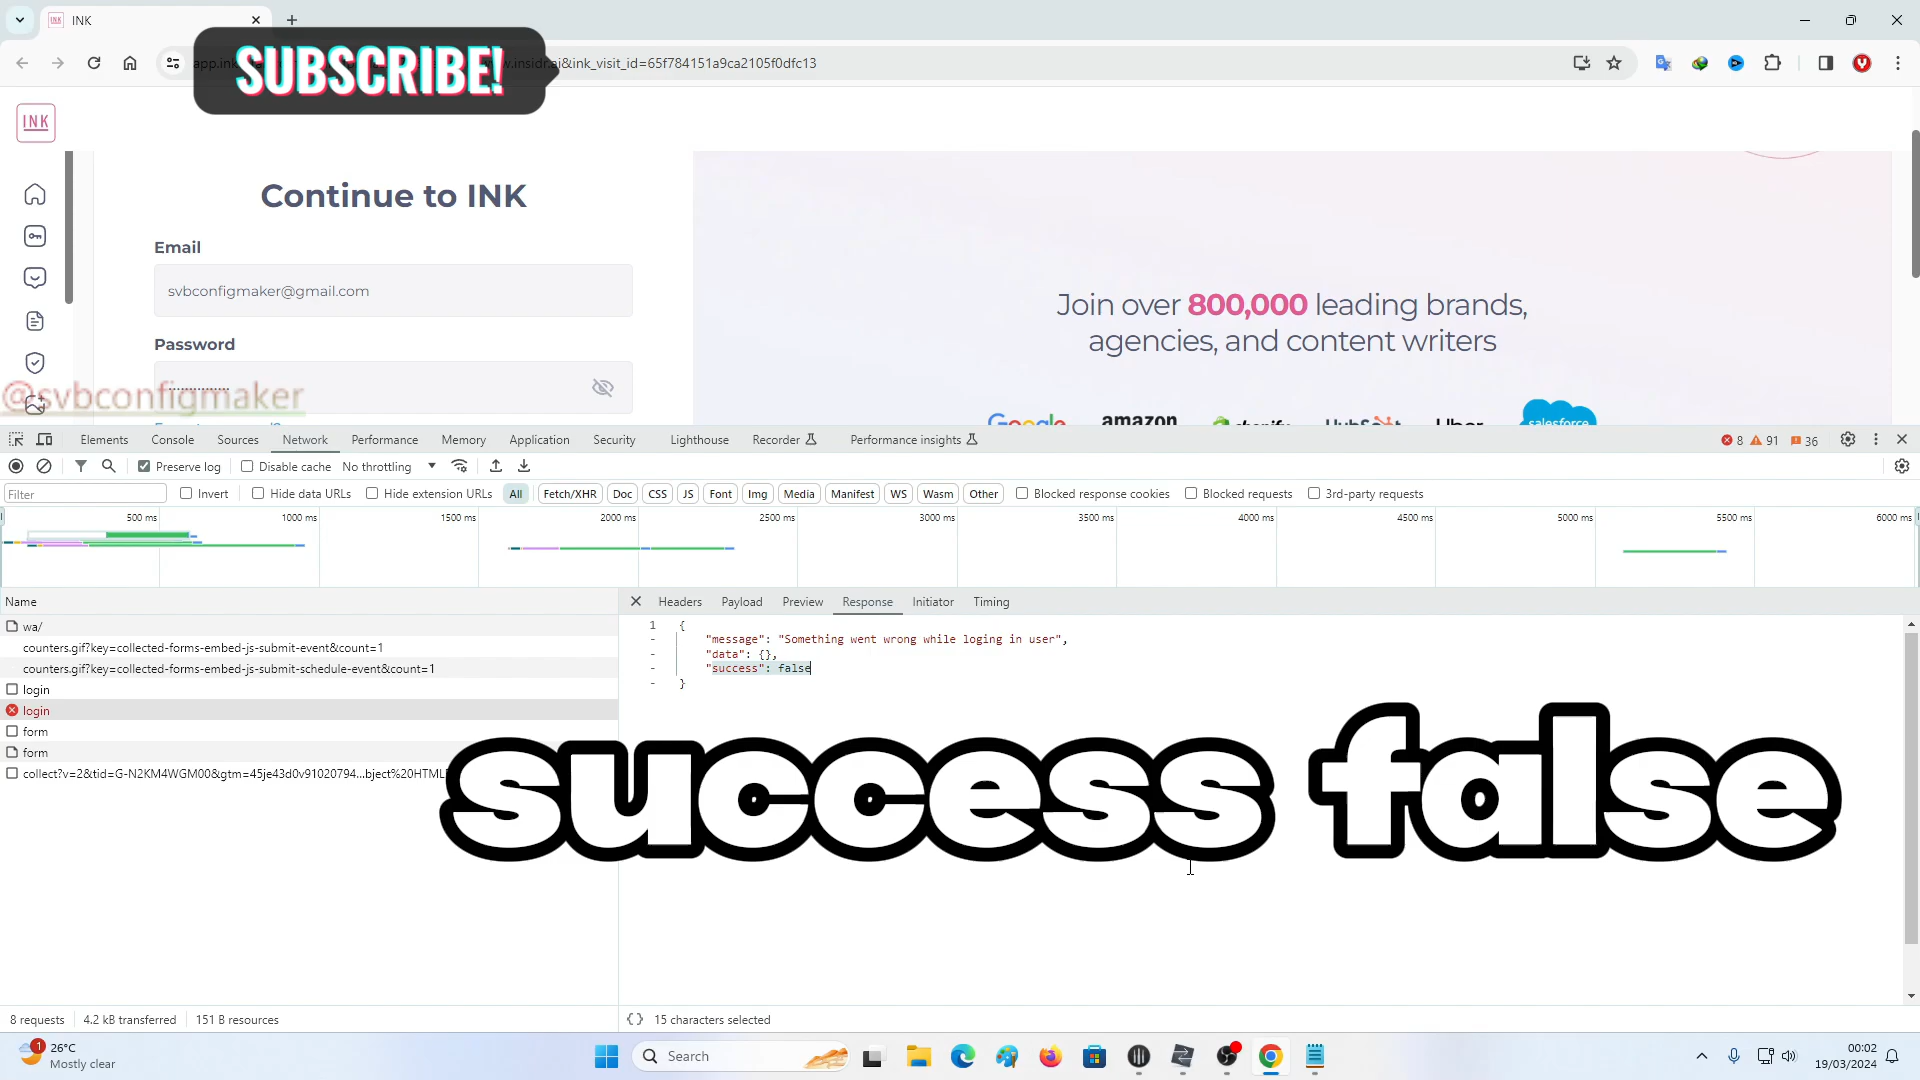 INK
SUBSCRIBE!
app.ink
www.insidr.ai&ink_visit_id=65f784151a9ca2105f0dfc13
INK
Continue to INK
Email
svbconfigmaker@gmail.com
Password
@svbconfigmaker
Join over 800,000 leading brands,
agencies, and content writers
Google amazon shopify HubSpot Uber salesforce
Elements Console Sources Network Performance Memory Application Security Lighthouse Recorder Performance insights 8 91 36
Preserve log Disable cache No throttling
Filter Invert Hide data URLs Hide extension URLs All Fetch/XHR Doc CSS JS Font Img Media Manifest WS Wasm Other Blocked response cookies Blocked requests 3rd-party requests
500 ms 1000 ms 1500 ms 2000 ms 2500 ms 3000 ms 3500 ms 4000 ms 4500 ms 5000 ms 5500 ms 6000 ms
Name
wa/
counters.gif?key=collected-forms-embed-js-submit-event&count=1
counters.gif?key=collected-forms-embed-js-submit-schedule-event&count=1
login
login
form
form
collect?v=2&tid=G-N2KM4WGM00&gtm=45je43d0v91020794...bject%20HTML
Headers Payload Preview Response Initiator Timing
1 {
- "message": "Something went wrong while loging in user",
- "data": {},
- "success": false
- }
success false
8 requests 4.2 kB transferred 151 B resources
{} 15 characters selected
1 26°C
Mostly clear
Search
00:02
19/03/2024